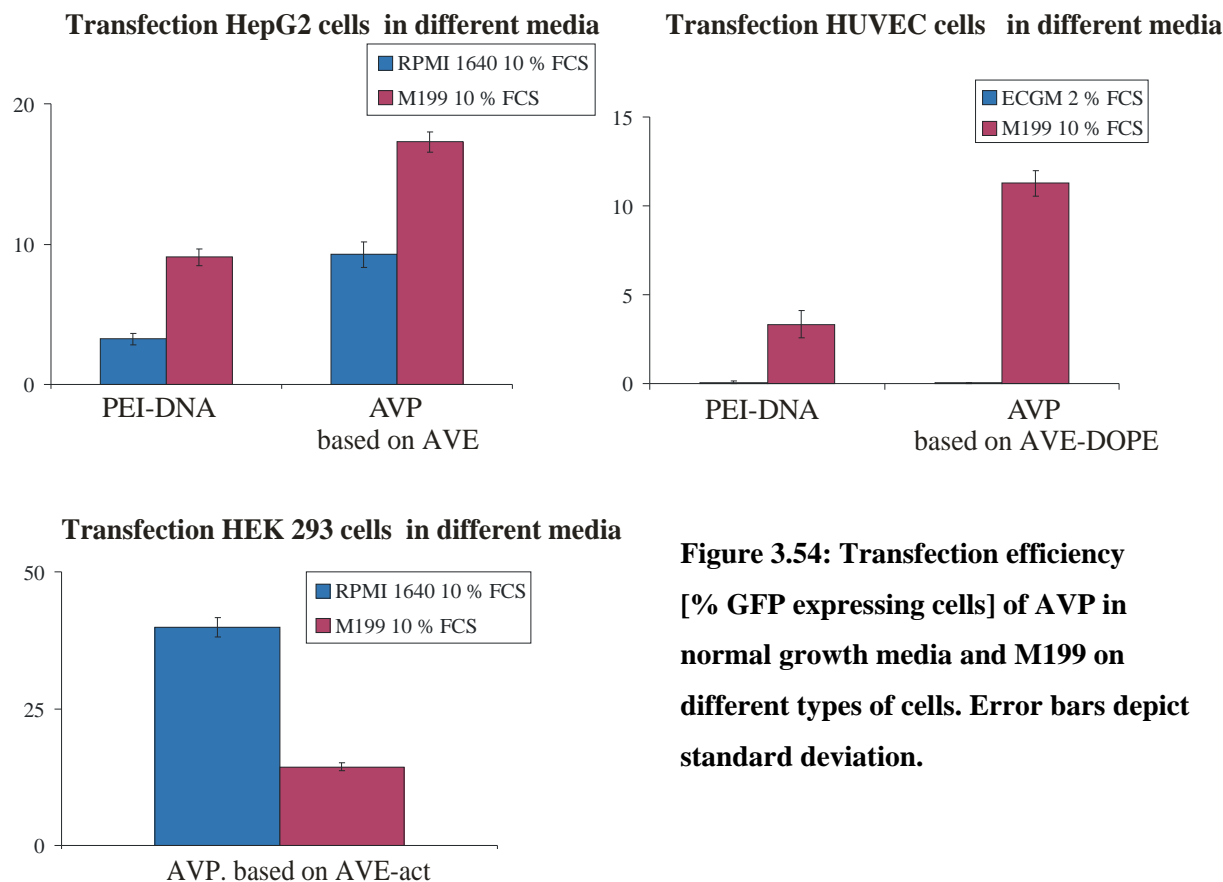 Transfection HepG2 cells in different media
RPMI 1640 10 % FCS
M199 10 % FCS
20
10
0
PEI-DNA
AVP
based on AVE
Transfection HUVEC cells in different media
ECGM 2 % FCS
M199 10 % FCS
15
10
5
0
PEI-DNA
AVP
based on AVE-DOPE
Transfection HEK 293 cells in different media
RPMI 1640 10 % FCS
M199 10 % FCS
50
25
0
AVP. based on AVE-act
Figure 3.54: Transfection efficiency
[% GFP expressing cells] of AVP in
normal growth media and M199 on
different types of cells. Error bars depict
standard deviation.